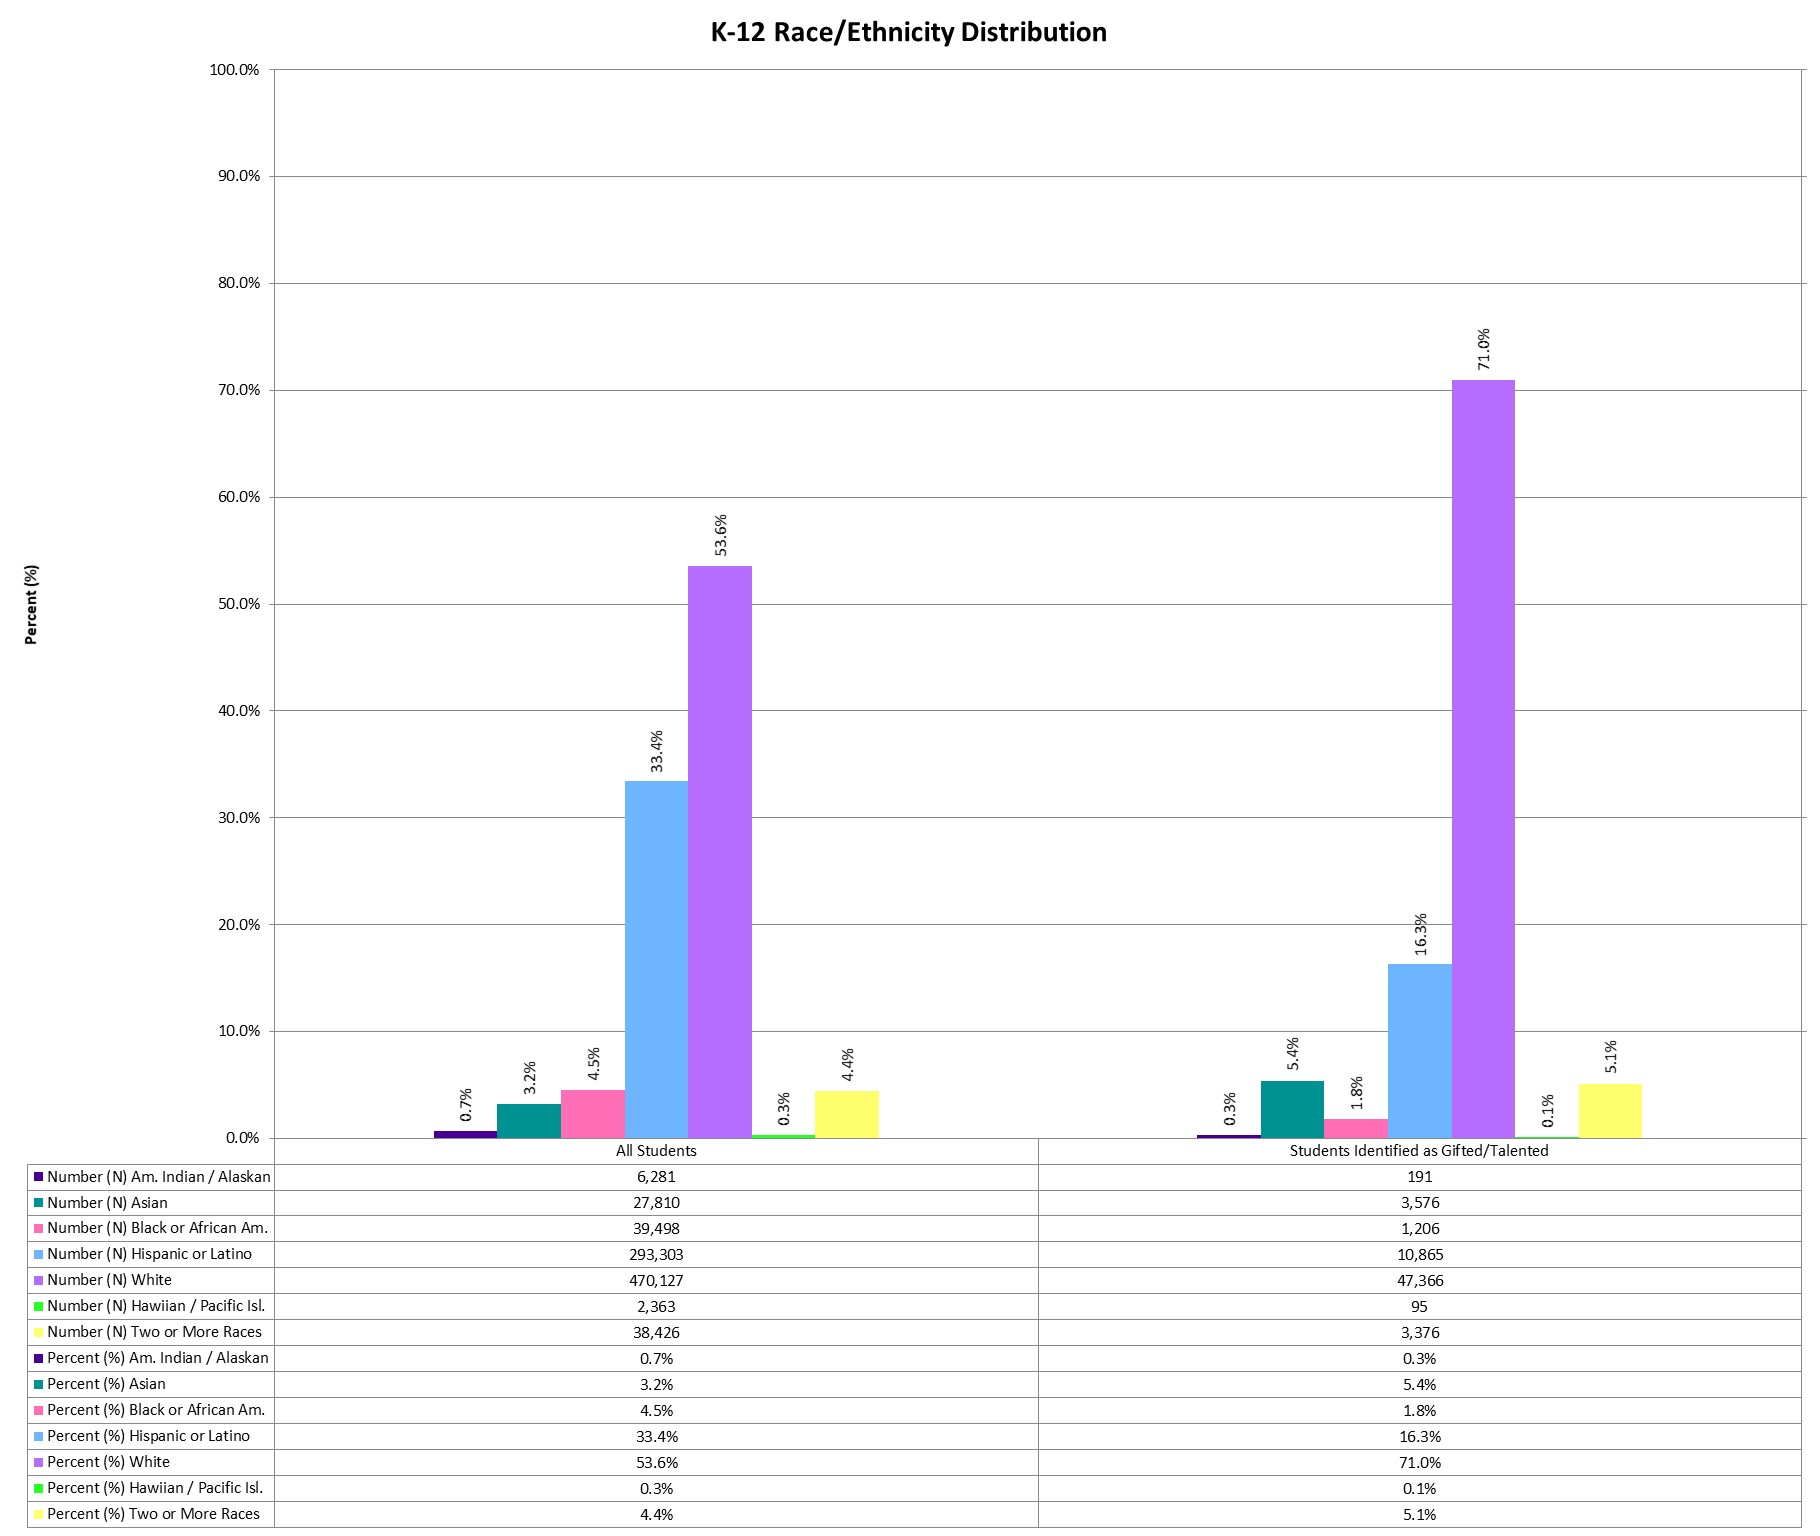 K-12 Race/Ethnicity Distribution
100.0%
90.0%
80.0%
70.0%
60.0%
50.0%
40.0%
30.0%
20.0%
10.0%
0.0%
Percent (%)
0.7%
3.2%
4.5%
33.4%
53.6%
0.3%
4.4%
0.3%
5.4%
1.8%
16.3%
71.0%
0.1%
5.1%
All Students Students Identified as Gifted/Talented
Number (N) Am. Indian / Alaskan 6,281 191
Number (N) Asian 27,810 3,576
Number (N) Black or African Am. 39,498 1,206
Number (N) Hispanic or Latino 293,303 10,865
Number (N) White 470,127 47,366
Number (N) Hawiian / Pacific Isl. 2,363 95
Number (N) Two or More Races 38,426 3,376
Percent (%) Am. Indian / Alaskan 0.7% 0.3%
Percent (%) Asian 3.2% 5.4%
Percent (%) Black or African Am. 4.5% 1.8%
Percent (%) Hispanic or Latino 33.4% 16.3%
Percent (%) White 53.6% 71.0%
Percent (%) Hawiian / Pacific Isl. 0.3% 0.1%
Percent (%) Two or More Races 4.4% 5.1%